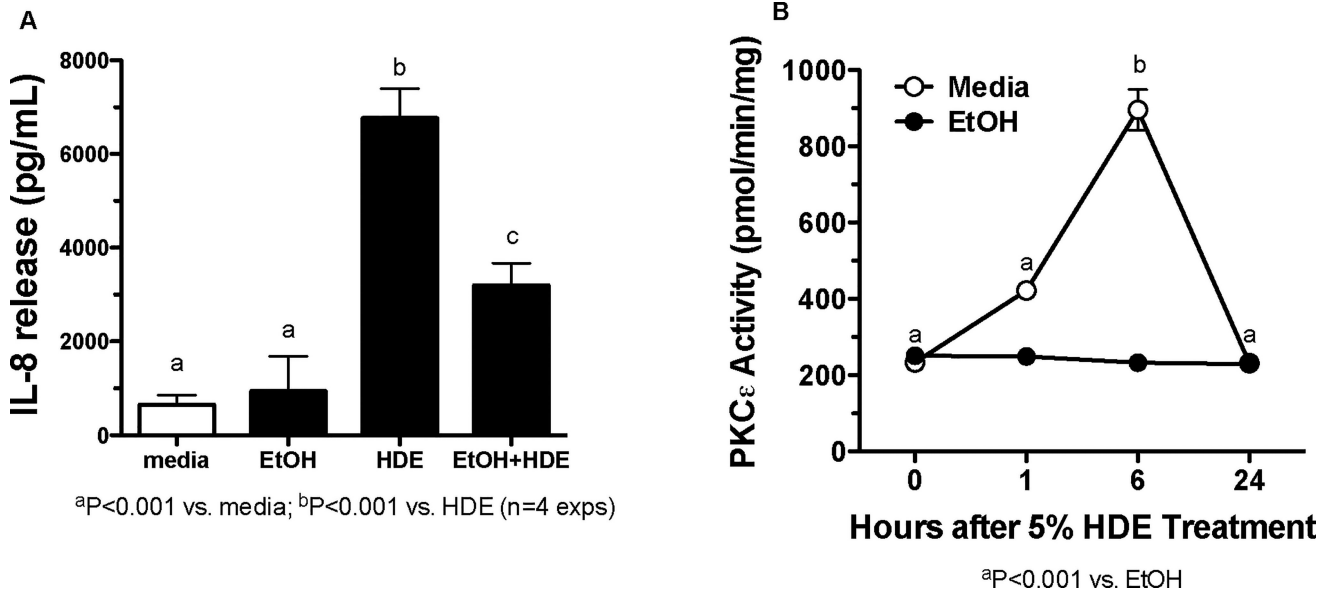 A
IL-8 release (pg/mL)
8000
6000
4000
2000
0
a
a
b
c
media
EtOH
HDE
EtOH+HDE
aP<0.001 vs. media; bP<0.001 vs. HDE (n=4 exps)
B
PKCε Activity (pmol/min/mg)
1000
800
600
400
200
0
Media
EtOH
a
a
b
a
0
1
6
24
Hours after 5% HDE Treatment
aP<0.001 vs. EtOH